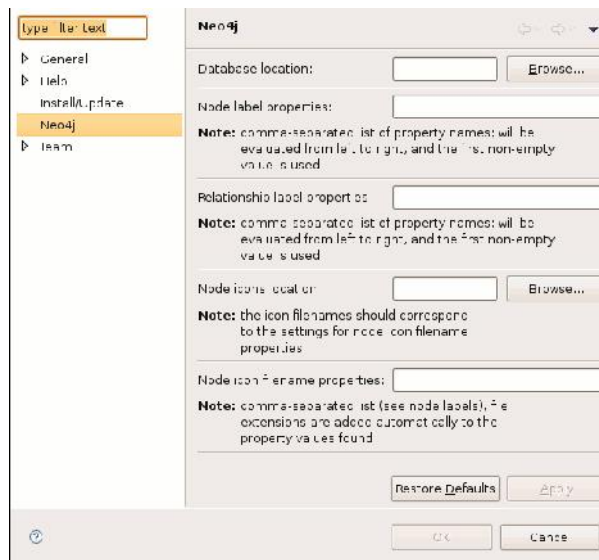 type filter text
General
Help
Install/Update
Neo4j
Team
Neo4j
Database location:
Browse...
Node label properties:
Note: comma-separated list of property names; will be
evaluated from left to right, and the first non-empty
value is used
Relationship label properties
Note: comma-separated list of property names; will be
evaluated from left to right, and the first non-empty
value is used
Node icons location
Browse...
Note: the icon filenames should correspond
to the settings for node icon filename
properties
Node icon filename properties:
Note: comma-separated list (see node labels), file
extensions are added automatically to the
property values found
Restore Defaults
Apply
OK
Cancel